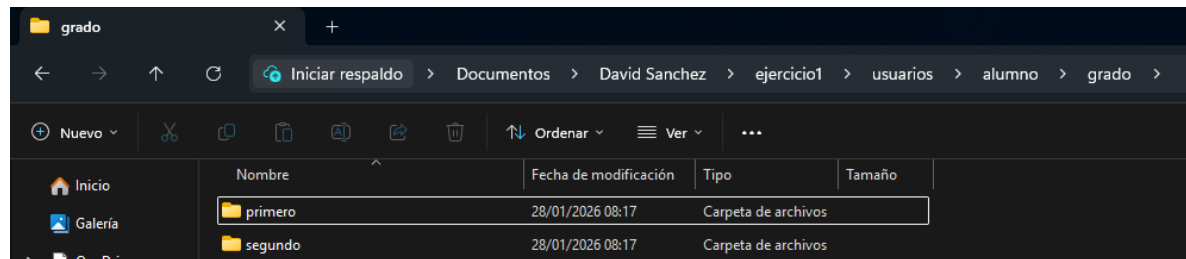 grado
Iniciar respaldo > Documentos > David Sanchez > ejercicio1 > usuarios > alumno > grado >
Nuevo Ordenar Ver ...
Nombre Fecha de modificación Tipo Tamaño
Inicio
primero 28/01/2026 08:17 Carpeta de archivos
Galería
segundo 28/01/2026 08:17 Carpeta de archivos